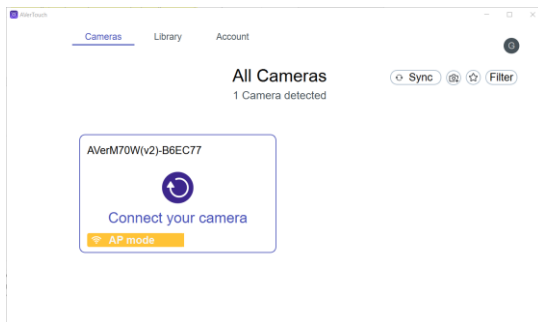 AVerTouch
Cameras Library Account
G
All Cameras
Sync Filter
1 Camera detected
AVerM70W(v2)-B6EC77
Connect your camera
AP mode